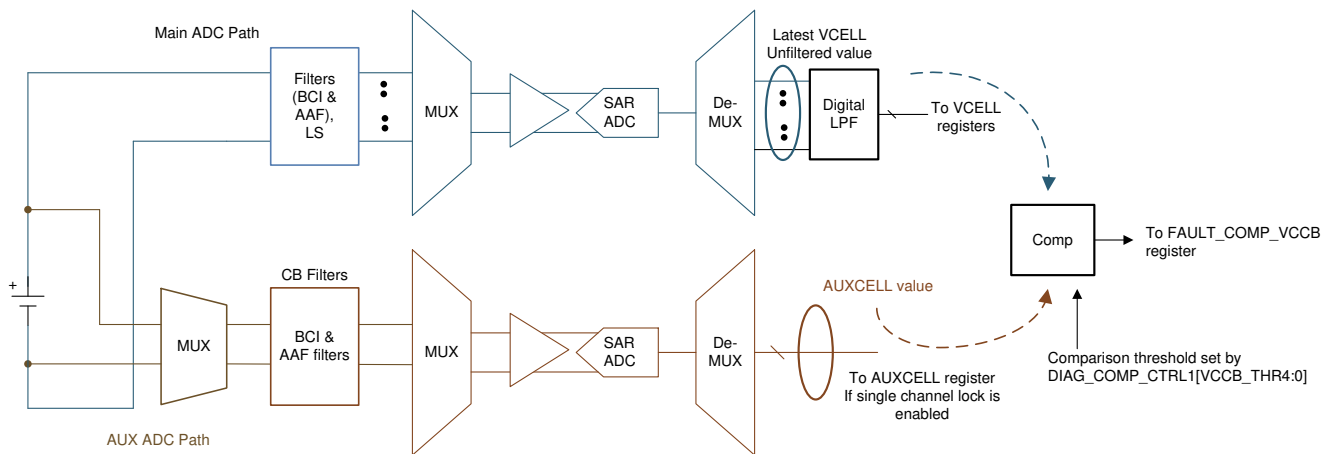 Main ADC Path
Filters
(BCI &
AAF),
LS
MUX
SAR
ADC
De-
MUX
Latest VCELL
Unfiltered value
Digital
LPF
To VCELL
registers
Comp
To FAULT_COMP_VCCB
register
Comparison threshold set by
DIAG_COMP_CTRL1[VCCB_THR4:0]
+
AUX ADC Path
MUX
CB Filters
BCI &
AAF filters
MUX
SAR
ADC
De-
MUX
AUXCELL value
To AUXCELL register
If single channel lock is
enabled